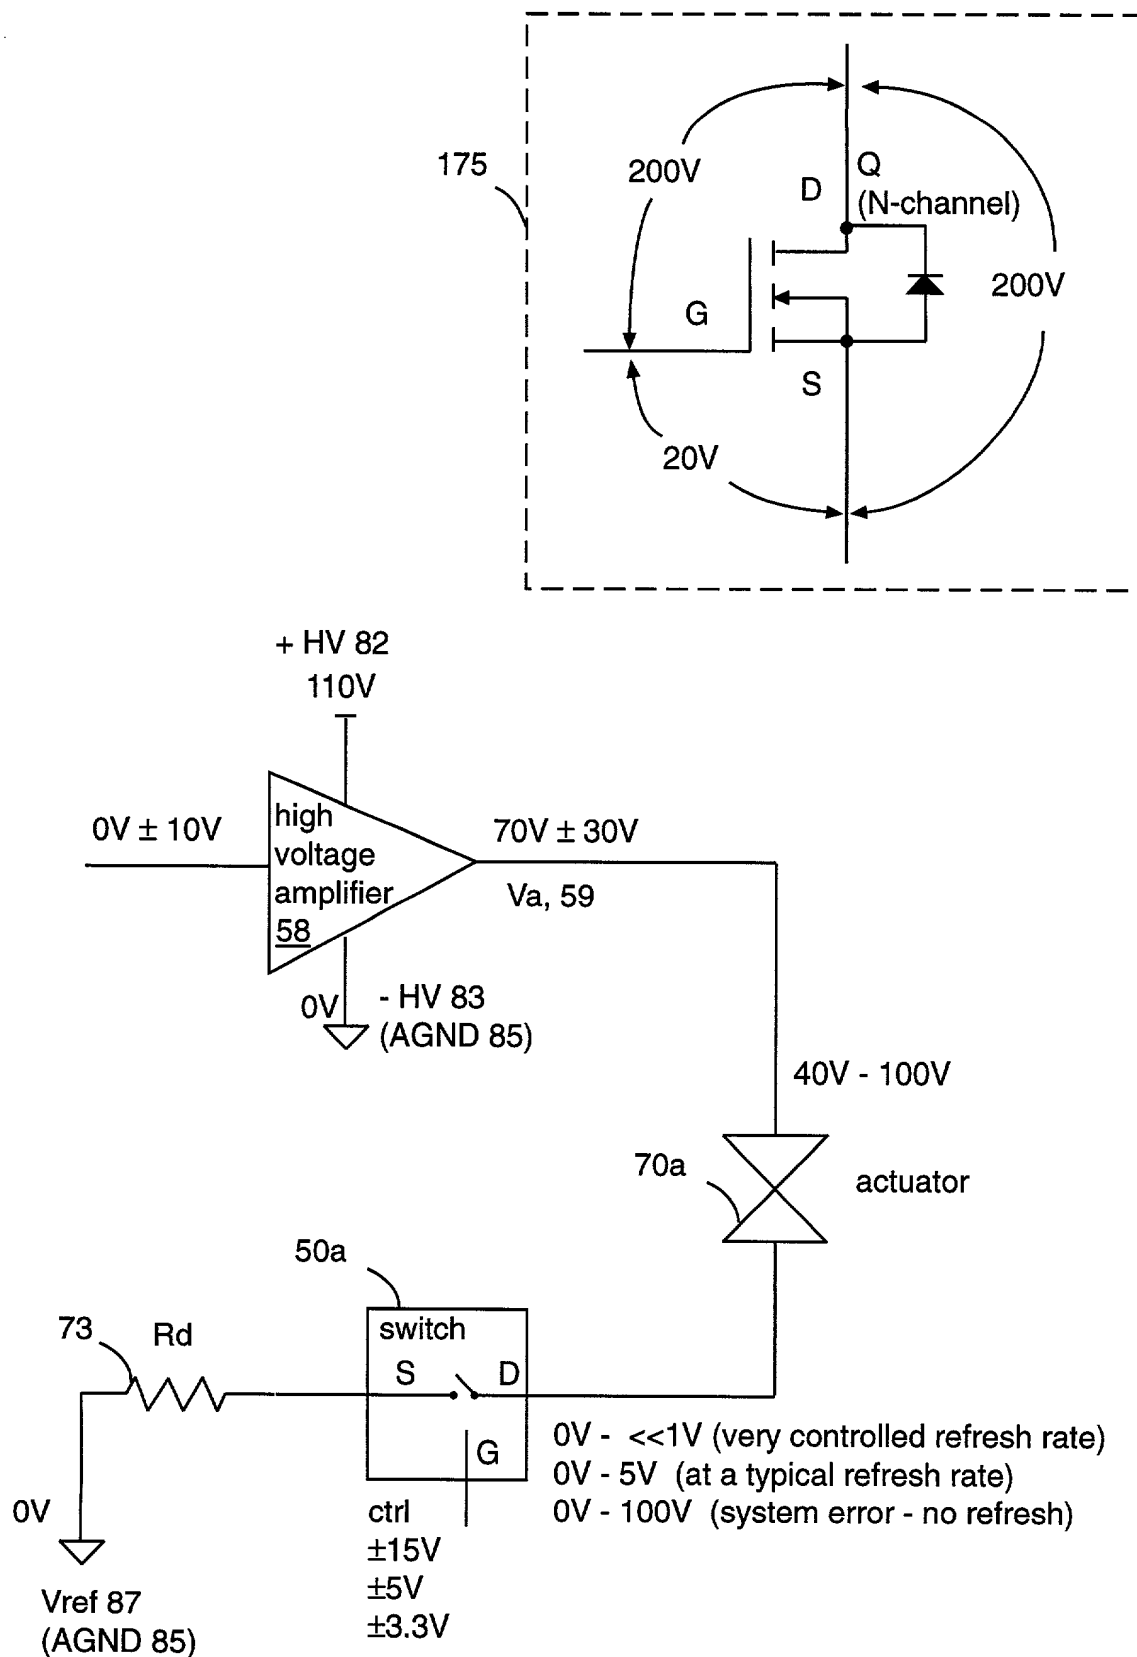 175
200V
D
Q
(N-channel)
200V
G
S
20V
+ HV 82
110V
0V ± 10V
high
voltage
amplifier
58
70V ± 30V
Va, 59
0V
- HV 83
(AGND 85)
40V - 100V
70a
actuator
50a
73
Rd
switch
S
D
G
0V - <<1V (very controlled refresh rate)
0V - 5V (at a typical refresh rate)
0V - 100V (system error - no refresh)
0V
ctrl
±15V
±5V
±3.3V
Vref 87
(AGND 85)